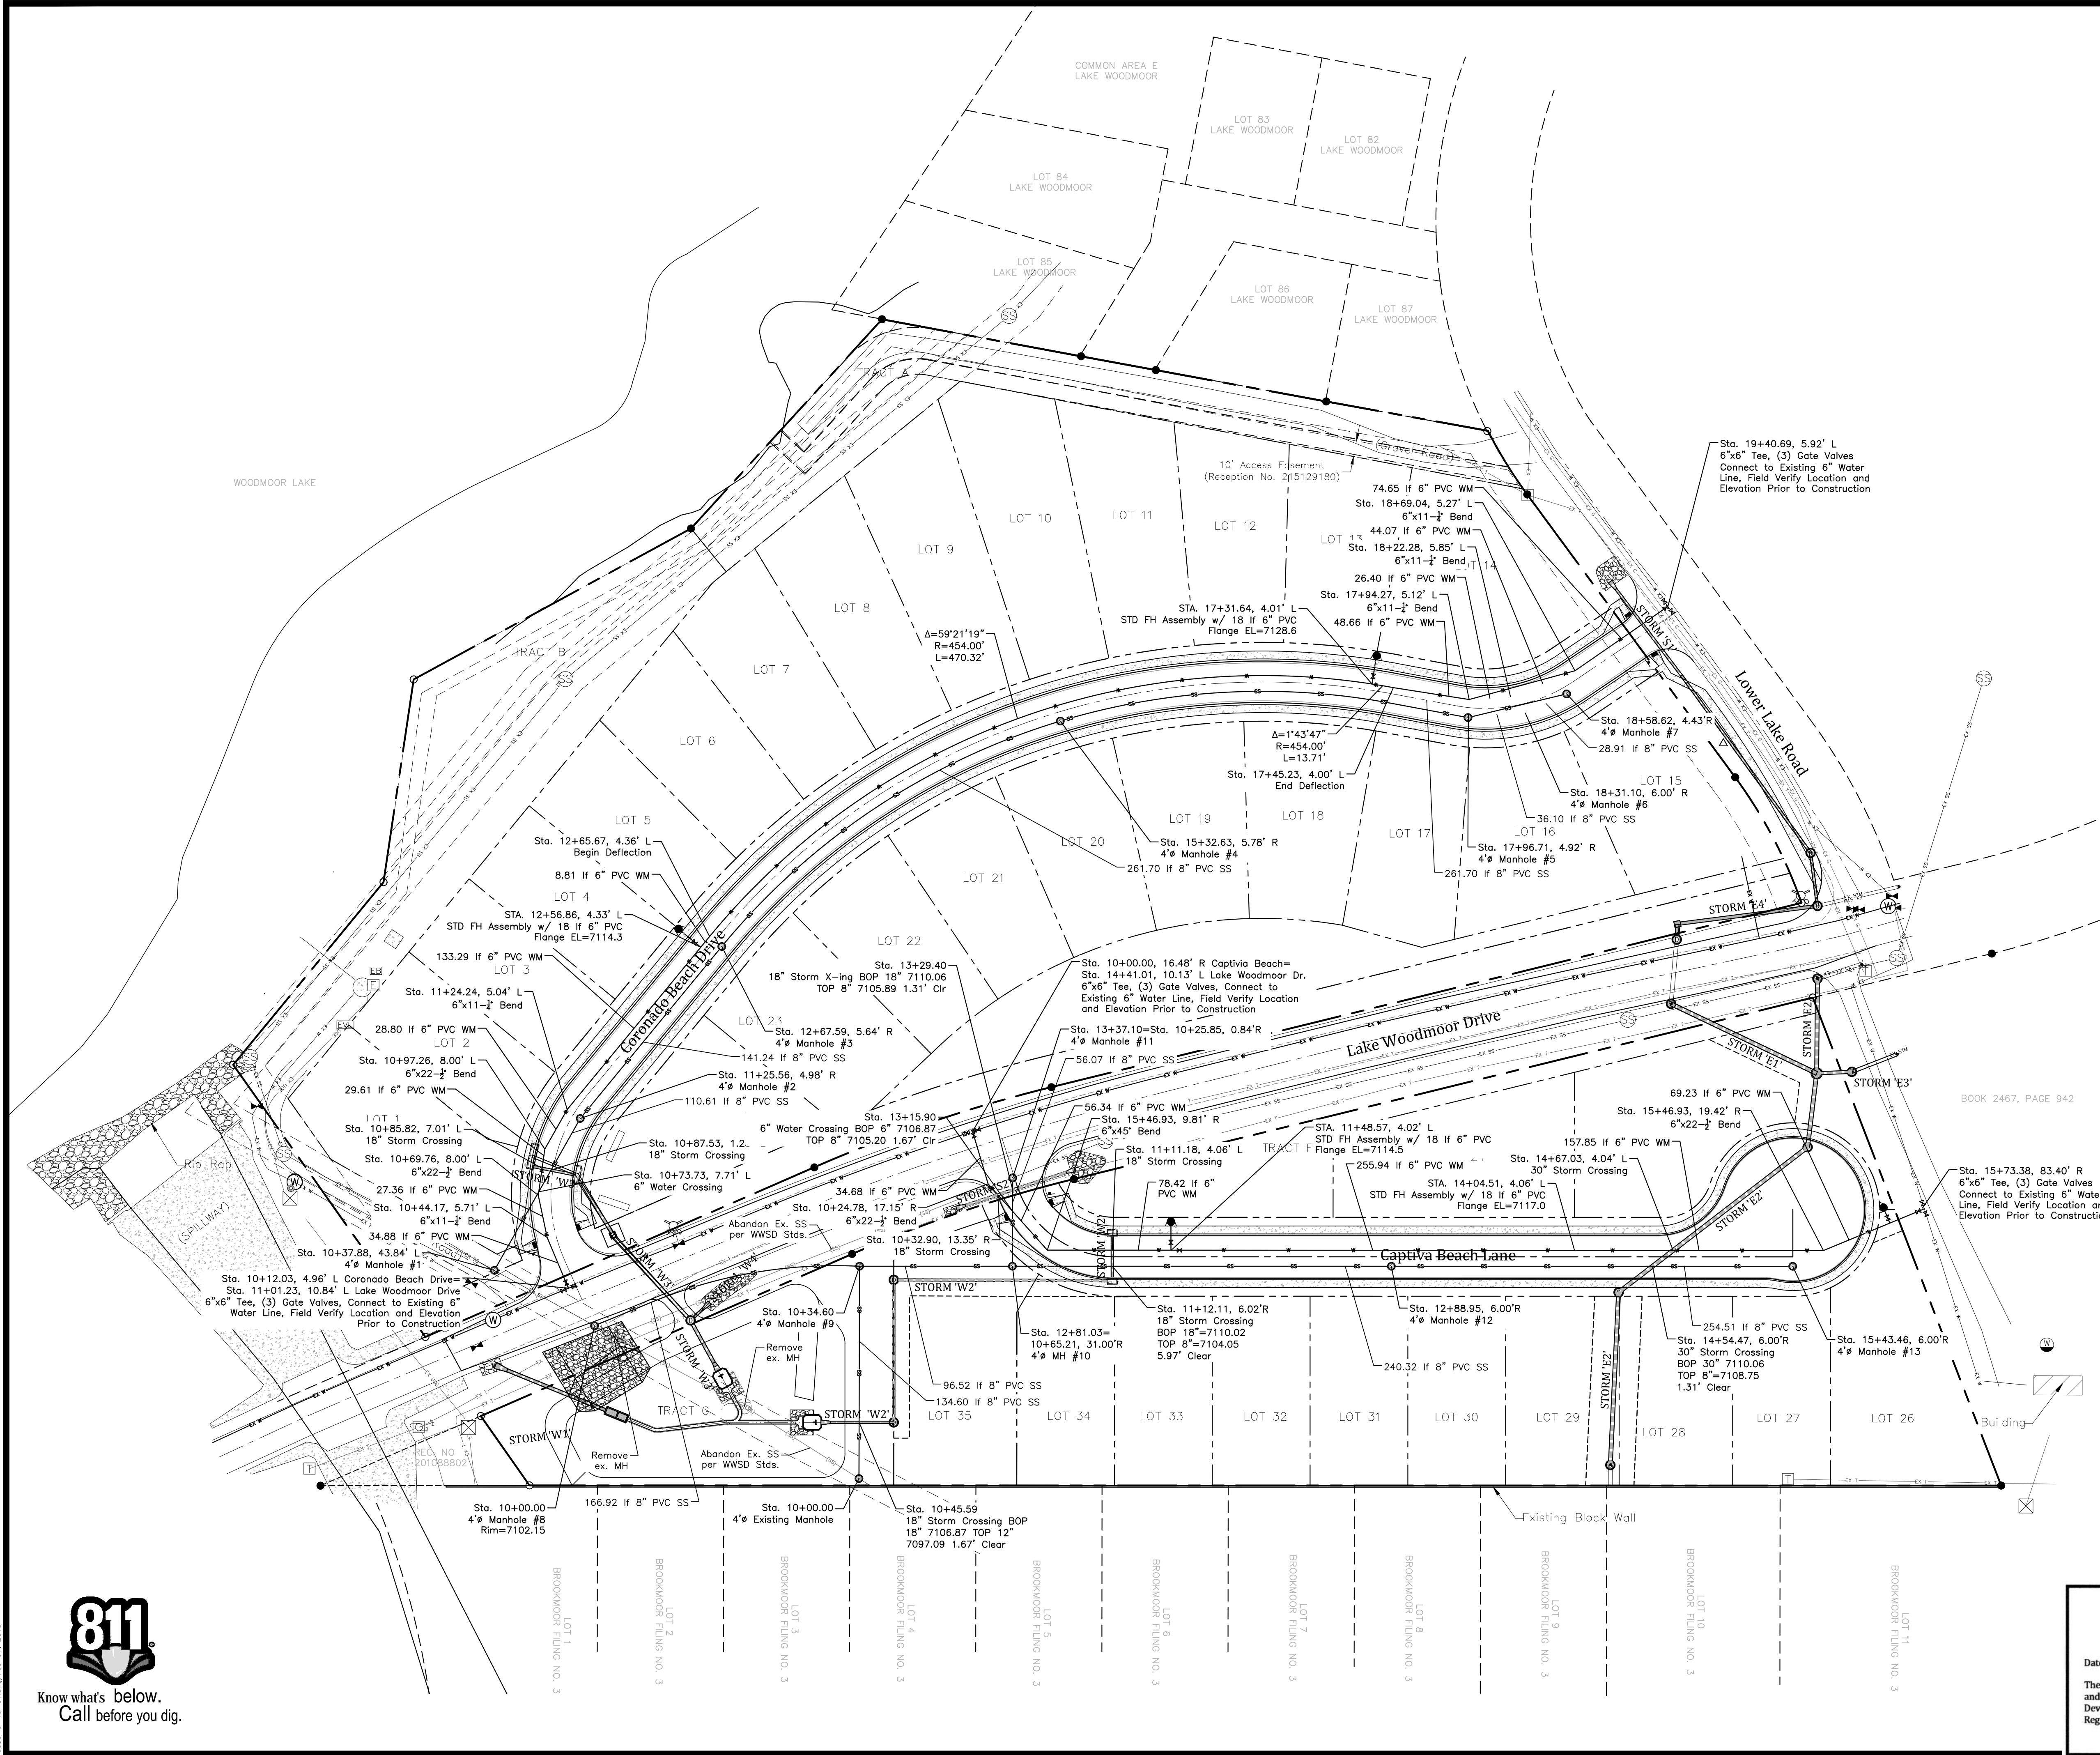 COMMON AREA E
LAKE WOODMOOR
LOT 83
LAKE WOODMOOR
LOT 82
LAKE WOODMOOR
LOT 84
LAKE WOODMOOR
LOT 85
LAKE WOODMOOR
LOT 86
LAKE WOODMOOR
LOT 87
LAKE WOODMOOR
SS
TRACT A
WOODMOOR LAKE
(Gravel Road)
10' Access Easement
(Reception No. 215129180)
Sta. 19+40.69, 5.92' L
6"x6" Tee, (3) Gate Valves
Connect to Existing 6" Water
Line, Field Verify Location and
Elevation Prior to Construction
74.65 lf 6" PVC WM
Sta. 18+69.04, 5.27' L
6"x11-¼° Bend
44.07 lf 6" PVC WM
Sta. 18+22.28, 5.85' L
6"x11-¼° Bend
26.40 lf 6" PVC WM
Sta. 17+94.27, 5.12' L
6"x11-¼° Bend
48.66 lf 6" PVC WM
STA. 17+31.64, 4.01' L
STD FH Assembly w/ 18 lf 6" PVC
Flange EL=7128.6
LOT 9
LOT 10
LOT 11
LOT 12
LOT 13
LOT 14
LOT 8
LOT 7
LOT 6
LOT 5
LOT 4
LOT 3
LOT 2
LOT 1
TRACT B
SS
Δ=59°21'19"
R=454.00'
L=470.32'
STORM 'S1'
Lower Lake Road
SS
Sta. 18+58.62, 4.43'R
4'ø Manhole #7
28.91 lf 8" PVC SS
LOT 15
Sta. 18+31.10, 6.00' R
4'ø Manhole #6
36.10 lf 8" PVC SS
LOT 16
Sta. 17+96.71, 4.92' R
4'ø Manhole #5
261.70 lf 8" PVC SS
Δ=1°43'47"
R=454.00'
L=13.71'
Sta. 17+45.23, 4.00' L
End Deflection
LOT 19
LOT 18
LOT 17
LOT 20
Sta. 15+32.63, 5.78' R
4'ø Manhole #4
261.70 lf 8" PVC SS
LOT 21
LOT 22
LOT 23
Sta. 12+65.67, 4.36' L
Begin Deflection
8.81 lf 6" PVC WM
STA. 12+56.86, 4.33' L
STD FH Assembly w/ 18 lf 6" PVC
Flange EL=7114.3
133.29 lf 6" PVC WM
Sta. 11+24.24, 5.04' L
6"x11-¼° Bend
28.80 lf 6" PVC WM
Sta. 10+97.26, 8.00' L
6"x22-½° Bend
29.61 lf 6" PVC WM
Sta. 10+85.82, 7.01' L
18" Storm Crossing
Sta. 10+69.76, 8.00' L
6"x22-½° Bend
27.36 lf 6" PVC WM
Sta. 10+44.17, 5.71' L
6"x11-¼° Bend
34.88 lf 6" PVC WM
Sta. 10+37.88, 43.84' L
4'ø Manhole #1
Sta. 10+12.03, 4.96' L Coronado Beach Drive=
Sta. 11+01.23, 10.84' L Lake Woodmoor Drive
6"x6" Tee, (3) Gate Valves, Connect to Existing 6"
Water Line, Field Verify Location and Elevation
Prior to Construction
Coronado Beach Drive
Sta. 13+29.40
18" Storm X-ing BOP 18" 7110.06
TOP 8" 7105.89 1.31' Clr
Sta. 12+67.59, 5.64' R
4'ø Manhole #3
141.24 lf 8" PVC SS
Sta. 11+25.56, 4.98' R
4'ø Manhole #2
110.61 lf 8" PVC SS
Sta. 13+15.90
6" Water Crossing BOP 6" 7106.87
TOP 8" 7105.20 1.67' Clr
Sta. 10+87.53, 1.2
18" Storm Crossing
Sta. 10+73.73, 7.71' L
6" Water Crossing
34.68 lf 6" PVC WM
Sta. 10+24.78, 17.15' R
6"x22-½° Bend
Sta. 10+32.90, 13.35' R
18" Storm Crossing
Abandon Ex. SS
per WWSD Stds.
Sta. 10+00.00, 16.48' R Captiva Beach=
Sta. 14+41.01, 10.13' L Lake Woodmoor Dr.
6"x6" Tee, (3) Gate Valves, Connect to
Existing 6" Water Line, Field Verify Location
and Elevation Prior to Construction
Sta. 13+37.10=Sta. 10+25.85, 0.84'R
4'ø Manhole #11
56.07 lf 8" PVC SS
Lake Woodmoor Drive
56.34 lf 6" PVC WM
Sta. 15+46.93, 9.81' L
6"x45° Bend
Sta. 11+11.18, 4.06' L
18" Storm Crossing
78.42 lf 6"
PVC WM
TRACT F
STA. 11+48.57, 4.02' L
STD FH Assembly w/ 18 lf 6" PVC
Flange EL=7114.5
255.94 lf 6" PVC WM
STA. 14+04.51, 4.06' L
STD FH Assembly w/ 18 lf 6" PVC
Flange EL=7117.0
69.23 lf 6" PVC WM
Sta. 15+46.93, 19.42' R
6"x22-½° Bend
157.85 lf 6" PVC WM
Sta. 14+67.03, 4.04' L
30" Storm Crossing
STORM 'E4'
STORM 'E2'
STORM 'E1'
STORM 'E3'
STORM 'E2'
STORM 'E2'
BOOK 2467, PAGE 942
Sta. 15+73.38, 83.40' R
6"x6" Tee, (3) Gate Valves
Connect to Existing 6" Wate
Line, Field Verify Location an
Elevation Prior to Constructi
Captiva Beach Lane
STORM 'S2'
STORM 'W2'
STORM 'W2'
STORM 'W3'
STORM 'W3'
STORM 'W4'
STORM 'W3'
STORM 'W2'
STORM 'W1'
Rip Rap
(SPILLWAY)
Sta. 10+34.60
4'ø Manhole #9
Remove
ex. MH
Sta. 12+81.03=
10+65.21, 31.00'R
4'ø MH #10
96.52 lf 8" PVC SS
134.60 lf 8" PVC SS
Sta. 11+12.11, 6.02'R
18" Storm Crossing
BOP 18"=7110.02
TOP 8"=7104.05
5.97' Clear
Sta. 12+88.95, 6.00'R
4'ø Manhole #12
240.32 lf 8" PVC SS
254.51 lf 8" PVC SS
Sta. 14+54.47, 6.00'R
30" Storm Crossing
BOP 30" 7110.06
TOP 8"=7108.75
1.31' Clear
Sta. 15+43.46, 6.00'R
4'ø Manhole #13
LOT 35
LOT 34
LOT 33
LOT 32
LOT 31
LOT 30
LOT 29
LOT 28
LOT 27
LOT 26
Building
TRACT G
REC. NO
201088802
Remove
ex. MH
Abandon Ex. SS
per WWSD Stds.
Sta. 10+00.00
4'ø Manhole #8
Rim=7102.15
166.92 lf 8" PVC SS
Sta. 10+00.00
4'ø Existing Manhole
Sta. 10+45.59
18" Storm Crossing BOP
18" 7106.87 TOP 12"
7097.09 1.67' Clear
Existing Block Wall
LOT 1
BROOKMOOR FILING NO. 3
LOT 2
BROOKMOOR FILING NO. 3
LOT 3
BROOKMOOR FILING NO. 3
LOT 4
BROOKMOOR FILING NO. 3
LOT 5
BROOKMOOR FILING NO. 3
LOT 6
BROOKMOOR FILING NO. 3
LOT 7
BROOKMOOR FILING NO. 3
LOT 8
BROOKMOOR FILING NO. 3
LOT 9
BROOKMOOR FILING NO. 3
LOT 10
BROOKMOOR FILING NO. 3
LOT 11
BROOKMOOR FILING NO. 3
811
Know what's below.
Call before you dig.
Dat
The
and
Dev
Reg